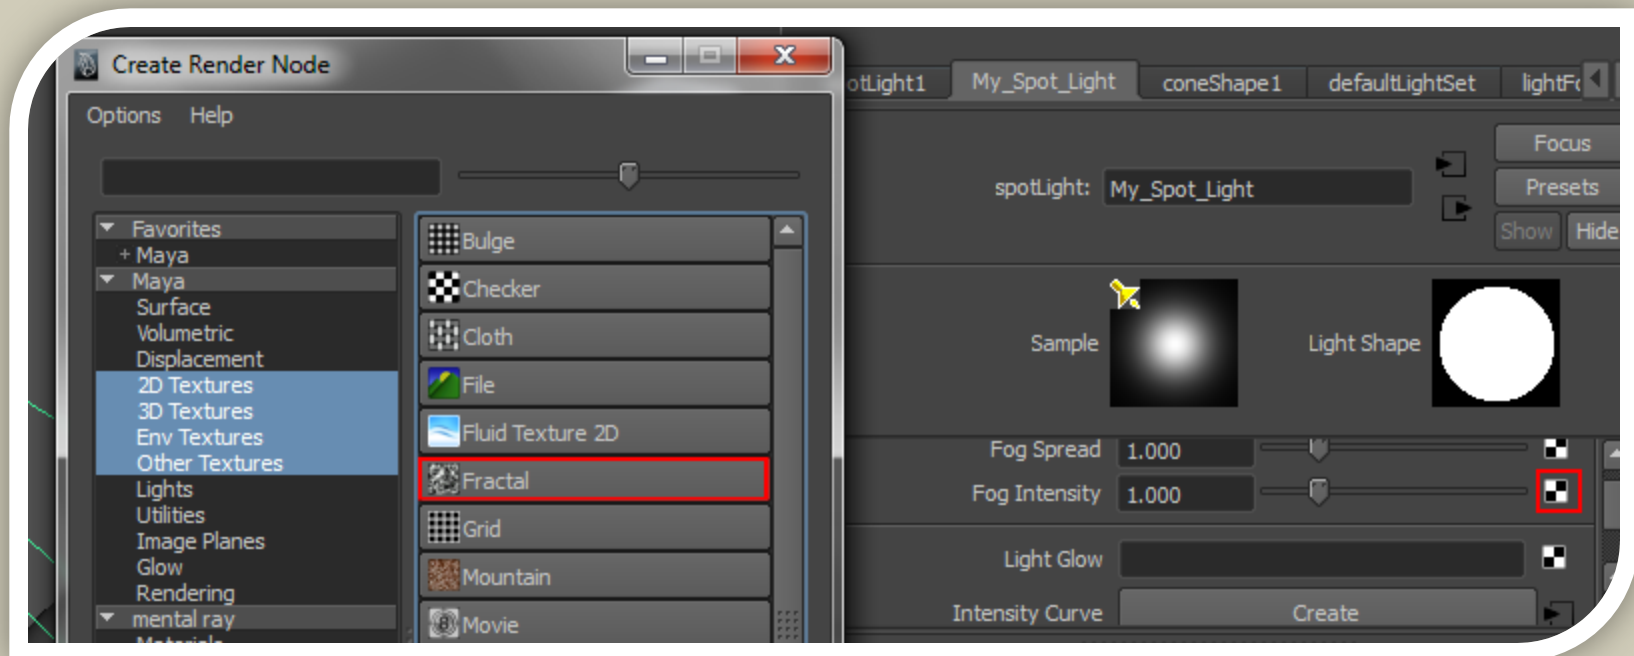 Create Render Node
Options Help
Favorites
+ Maya
Maya
Surface
Volumetric
Displacement
2D Textures
3D Textures
Env Textures
Other Textures
Lights
Utilities
Image Planes
Glow
Rendering
mental ray
Bulge
Checker
Cloth
File
Fluid Texture 2D
Fractal
Grid
Mountain
Movie
otLight1 My_Spot_Light coneShape1 defaultLightSet lightFo
Focus
spotLight: My_Spot_Light Presets
Show Hide
Sample Light Shape
Fog Spread 1.000
Fog Intensity 1.000
Light Glow
Intensity Curve Create